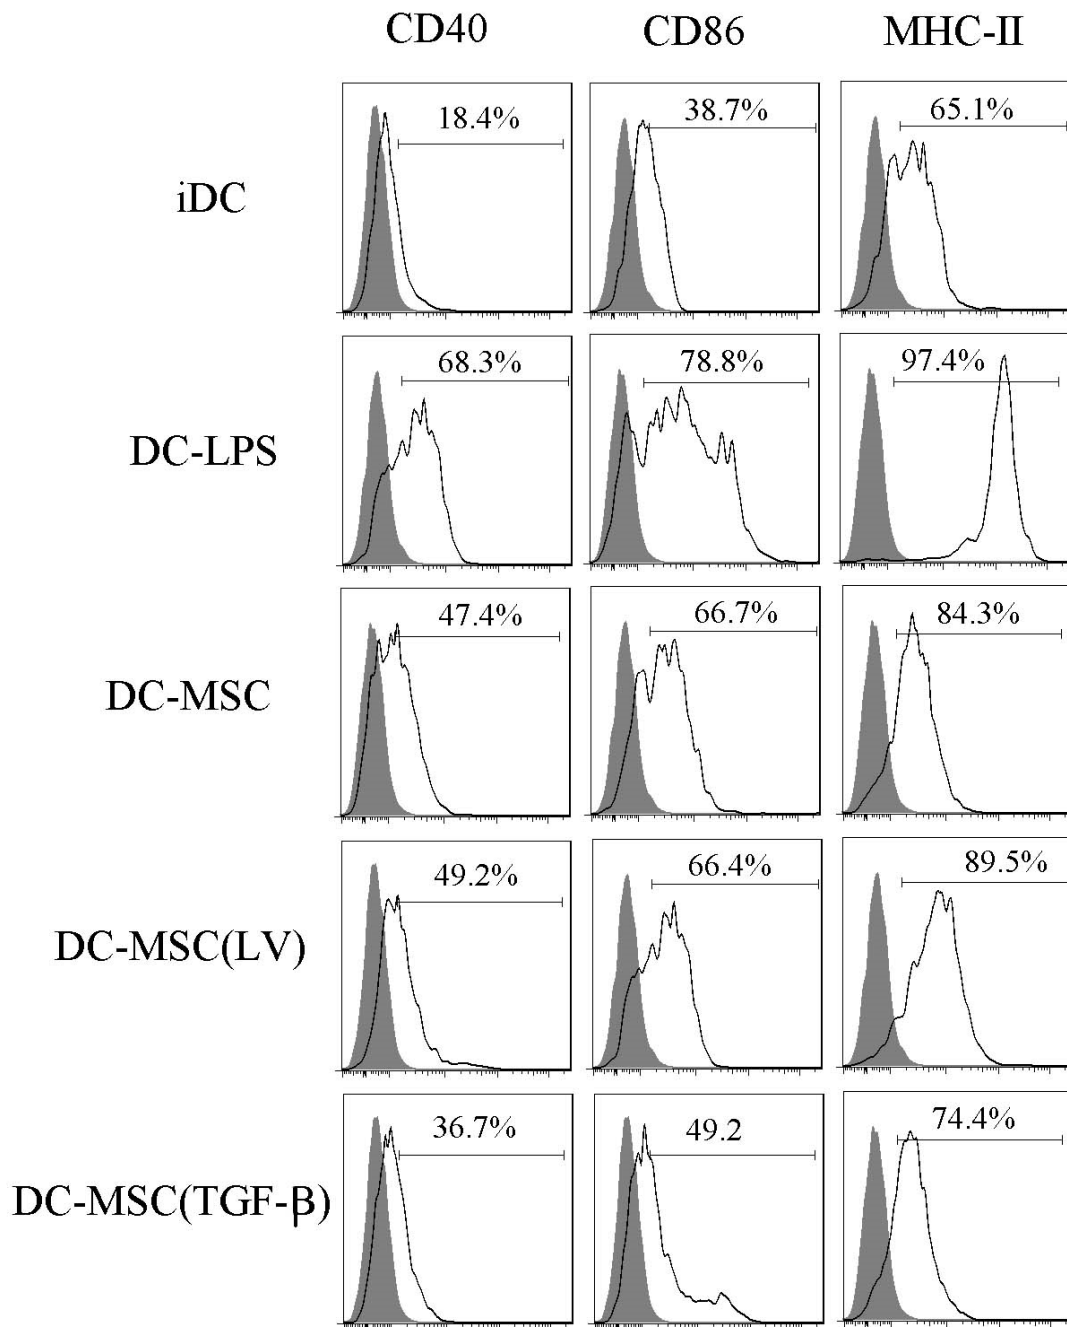 CD40 CD86 MHC-II
iDC 18.4% 38.7% 65.1%
DC-LPS 68.3% 78.8% 97.4%
DC-MSC 47.4% 66.7% 84.3%
DC-MSC(LV) 49.2% 66.4% 89.5%
DC-MSC(TGF-β) 36.7% 49.2 74.4%